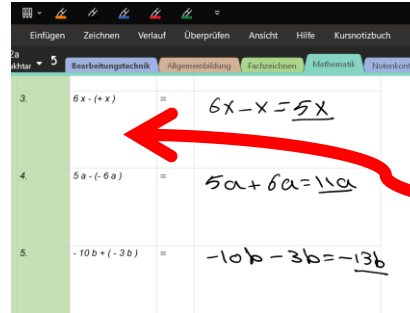 Einfügen Zeichnen Verlauf Überprüfen Ansicht Hilfe Kursnotizbuch
2a
5 Bearbeitungstechnik Allgemeinbildung Fachzeichnen Mathematik Notenkont
3. 6 x - (+ x ) = 6x-x=5x
4. 5 a - (- 6 a ) = 5a+6a=11a
5. - 10 b + ( - 3 b ) = -10b-3b=-13b